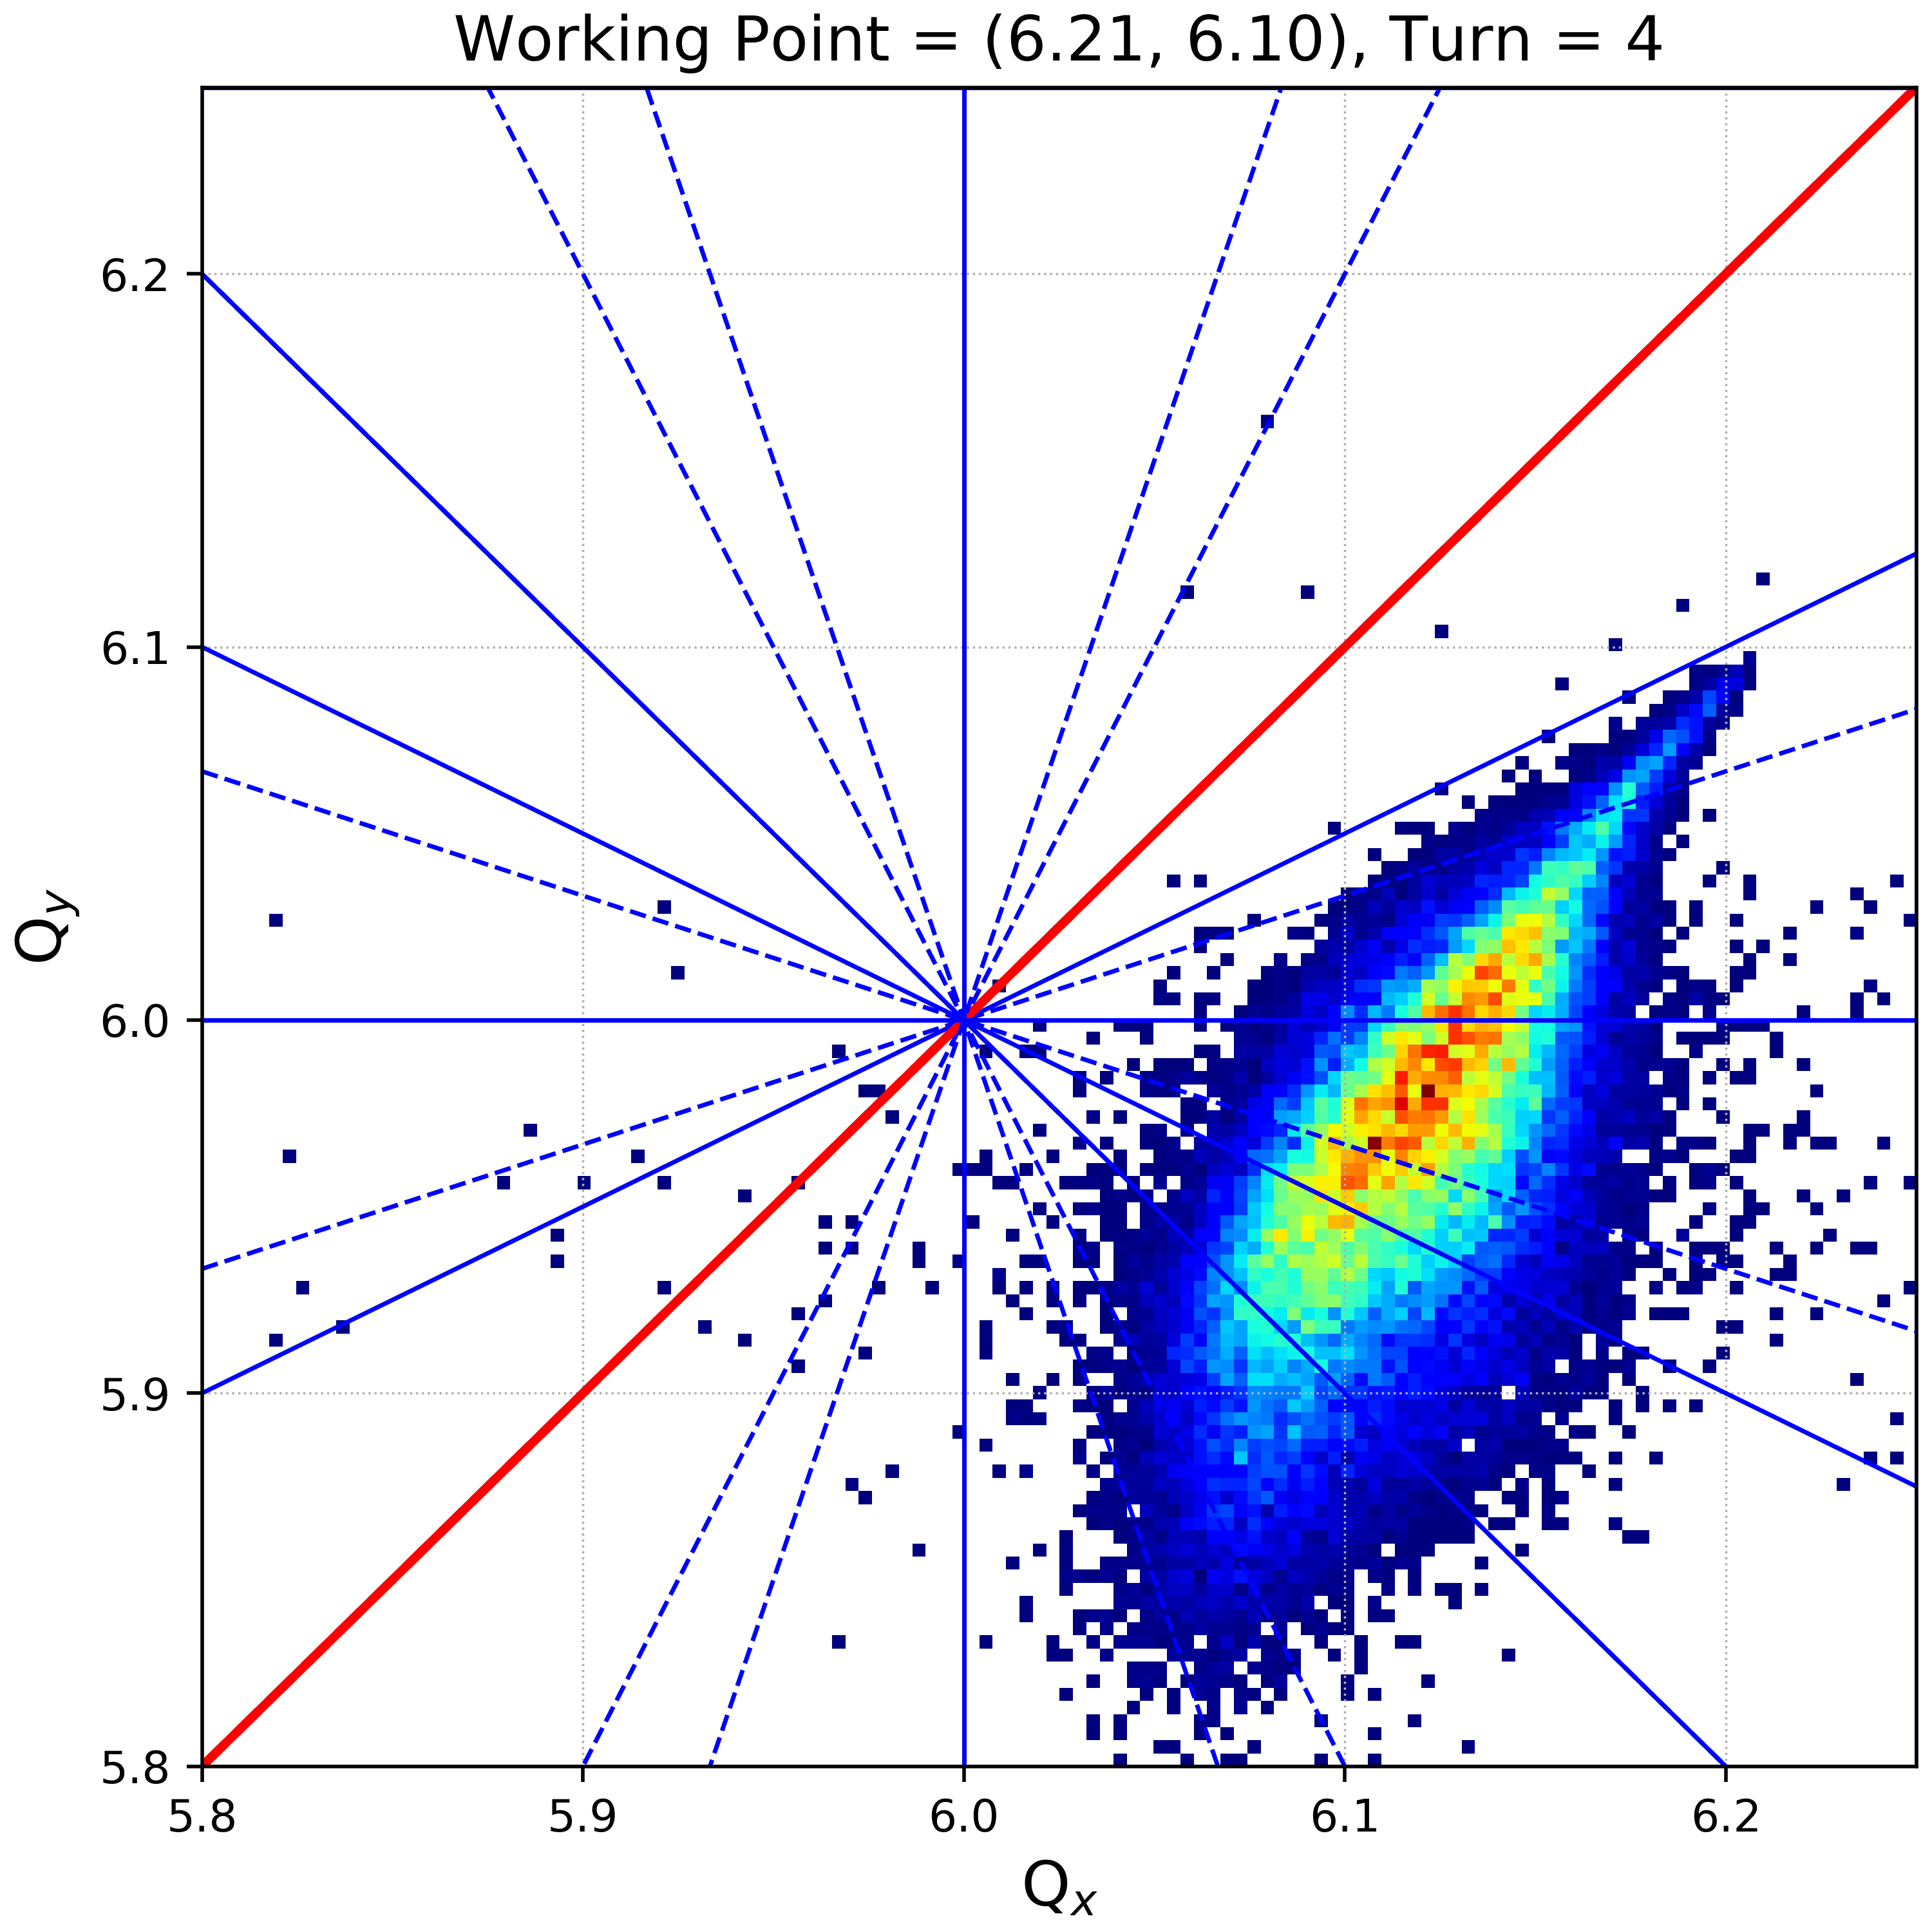 Working Point = (6.21, 6.10), Turn = 4
6.2
6.1
6.0
5.9
5.8
Qy
5.8 5.9 6.0 6.1 6.2
Qx